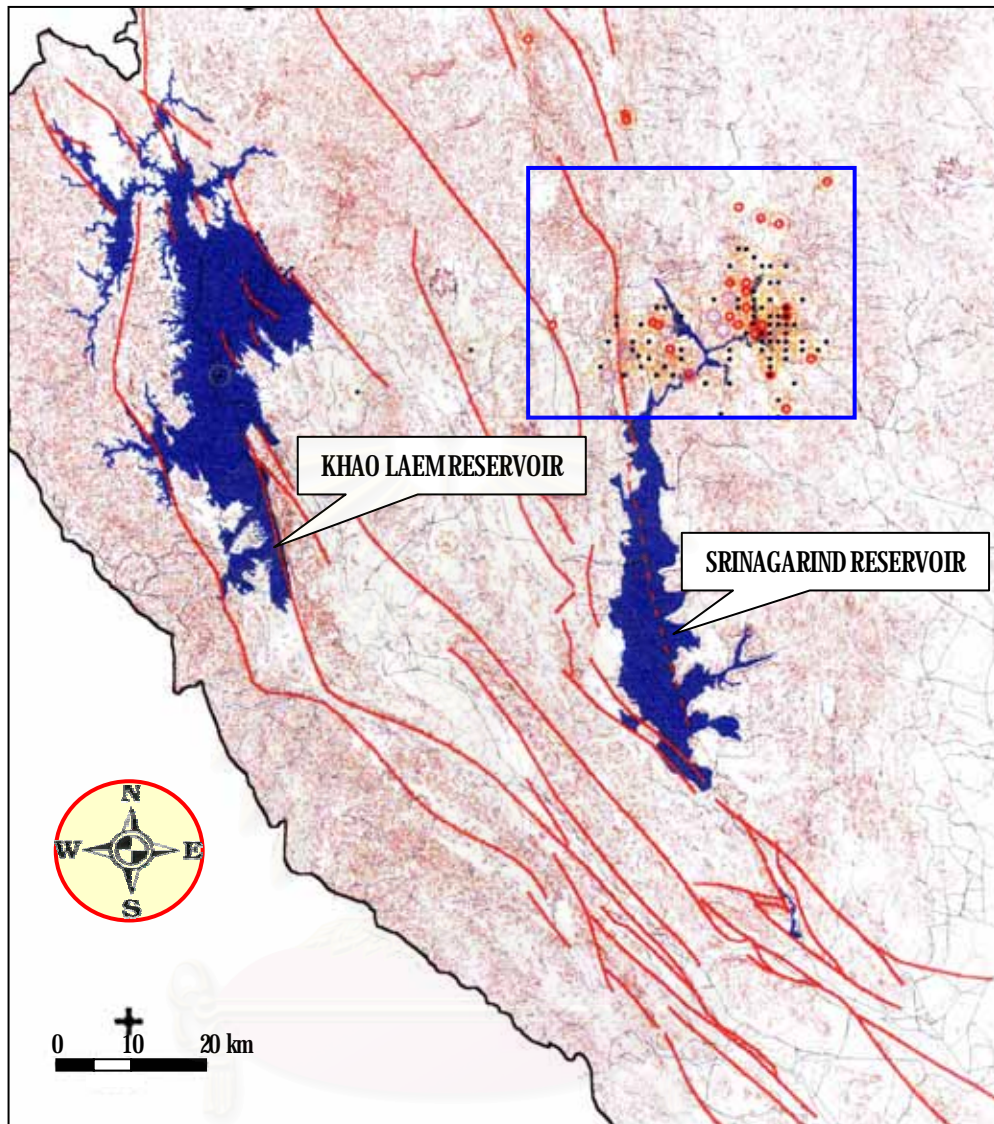 KHAO LAEM RESERVOIR
SRINAGARIND RESERVOIR
N
W E
S
0 10 20 km